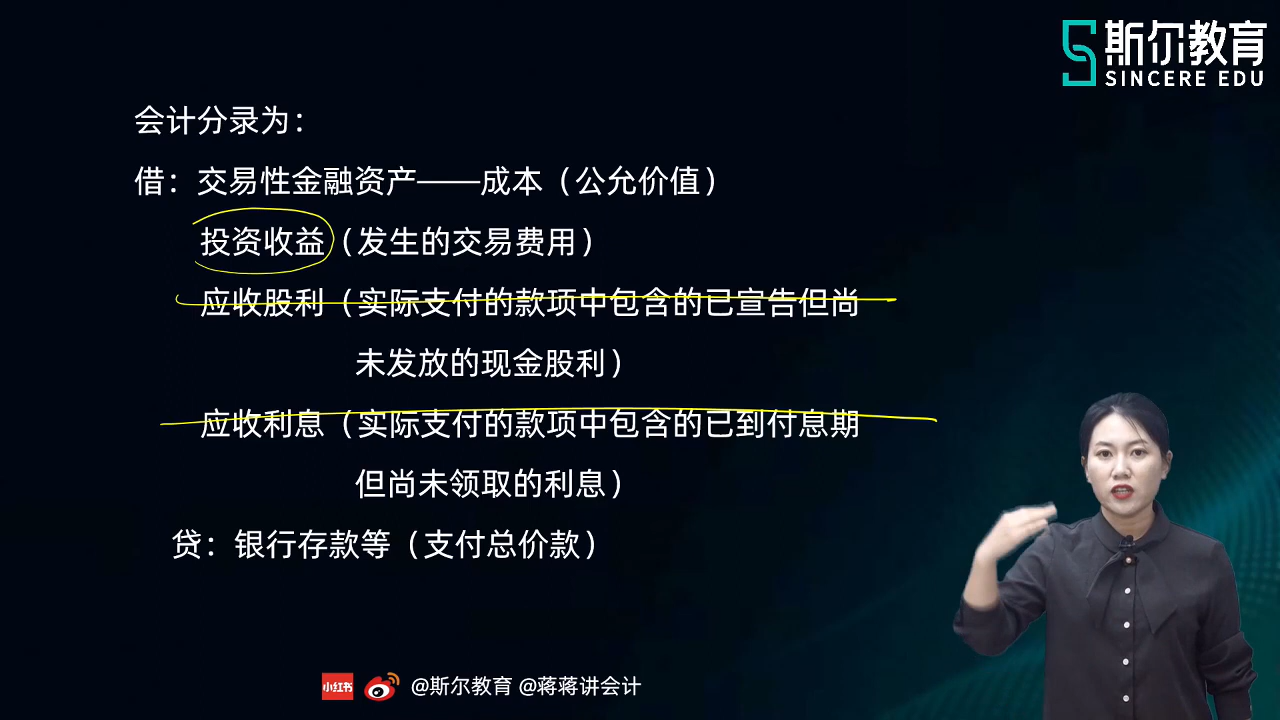 斯尔教育
SINCERE EDU
会计分录为：
借：交易性金融资产——成本（公允价值）
投资收益（发生的交易费用）
应收股利（实际支付的款项中包含的已宣告但尚
未发放的现金股利）
应收利息（实际支付的款项中包含的已到付息期
但尚未领取的利息）
贷：银行存款等（支付总价款）
小红书
@斯尔教育 @蒋蒋讲会计